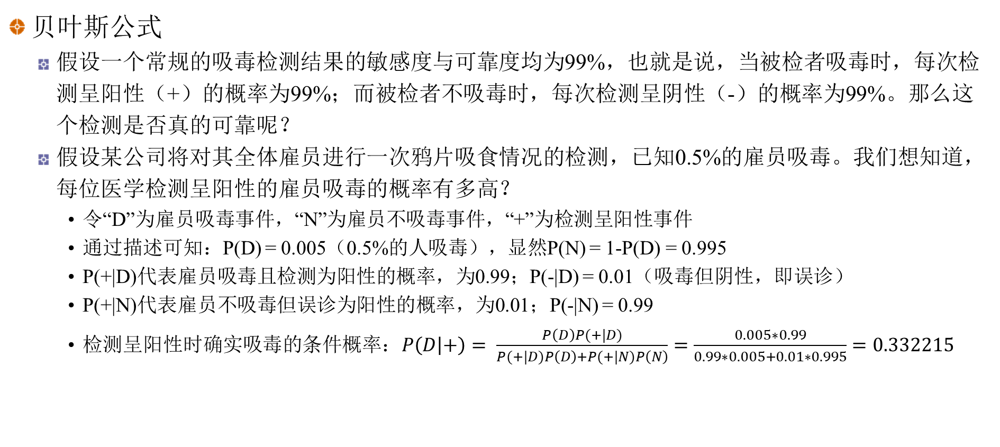 贝叶斯公式
假设一个常规的吸毒检测结果的敏感度与可靠度均为99%，也就是说，当被检者吸毒时，每次检
测呈阳性（+）的概率为99%；而被检者不吸毒时，每次检测呈阴性（-）的概率为99%。那么这
个检测是否真的可靠呢？
假设某公司将对其全体雇员进行一次鸦片吸食情况的检测，已知0.5%的雇员吸毒。我们想知道，
每位医学检测呈阳性的雇员吸毒的概率有多高？
• 令“D”为雇员吸毒事件，“N”为雇员不吸毒事件，“+”为检测呈阳性事件
• 通过描述可知：P(D) = 0.005（0.5%的人吸毒），显然P(N) = 1-P(D) = 0.995
• P(+|D)代表雇员吸毒且检测为阳性的概率，为0.99；P(-|D) = 0.01（吸毒但阴性，即误诊）
• P(+|N)代表雇员不吸毒但误诊为阳性的概率，为0.01；P(-|N) = 0.99
• 检测呈阳性时确实吸毒的条件概率：P(D|+) = P(D)P(+|D) / P(+|D)P(D)+P(+|N)P(N) = 0.005*0.99 / 0.99*0.005+0.01*0.995 = 0.332215